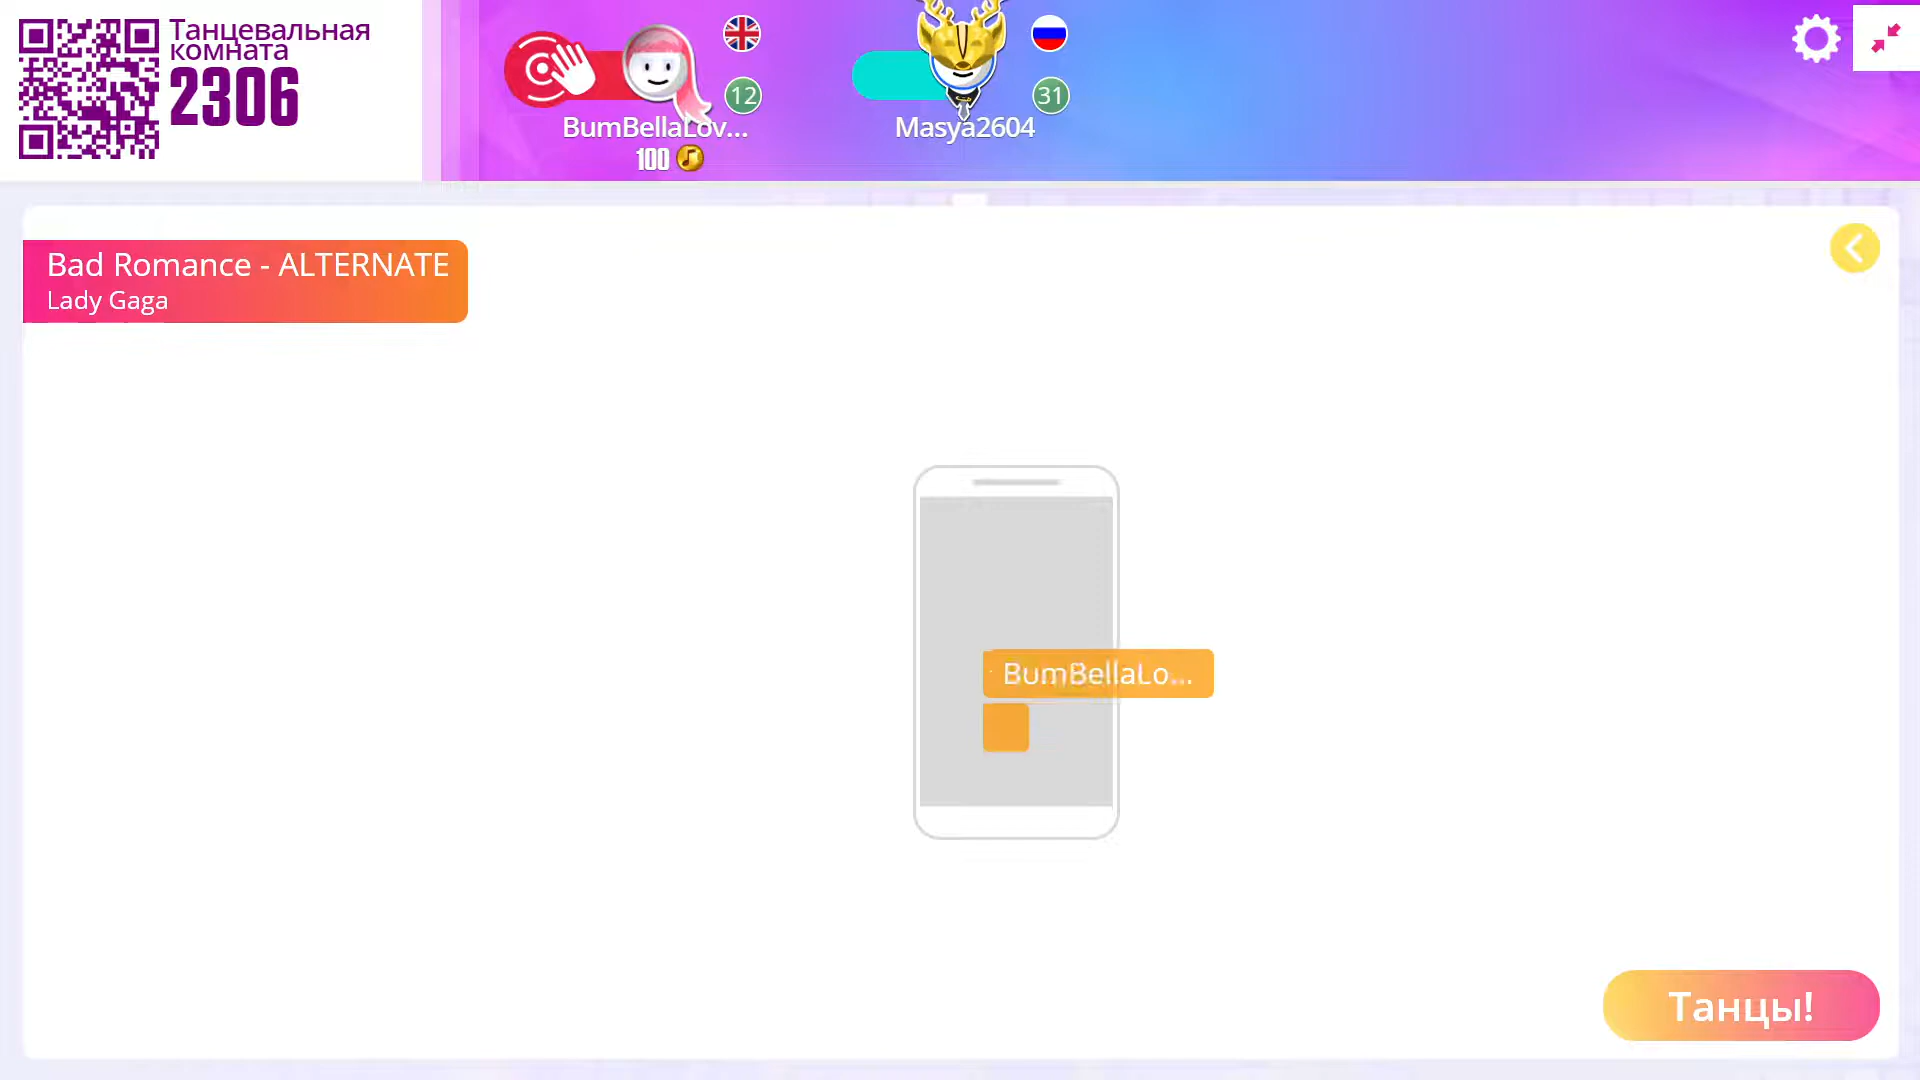 Танцевальная
комната
2306
12
BumBellaLov...
100
31
Masya2604
Bad Romance - ALTERNATE
Lady Gaga
BumBellaLo...
Танцы!